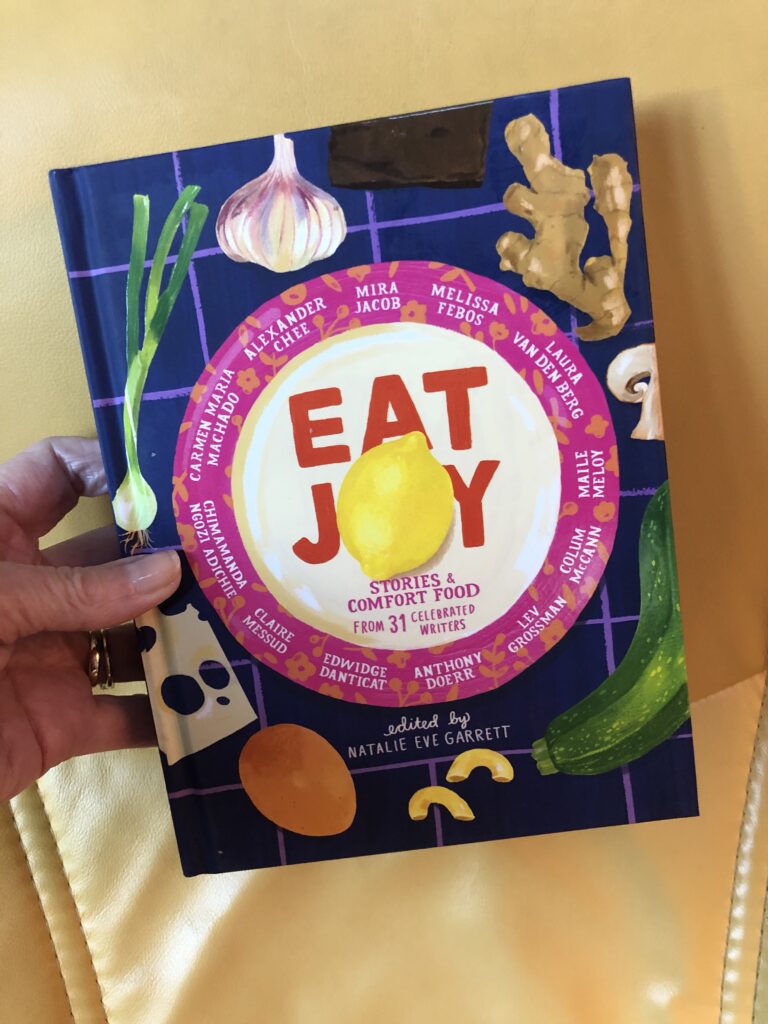 EAT
JOY
STORIES &
COMFORT FOOD
FROM 31 CELEBRATED
WRITERS
CARMEN MARIA
MACHADO
ALEXANDER
CHEE
MIRA
JACOB
MELISSA
FEBOS
LAURA
VAN DEN BERG
MAILE
MELOY
COLUM
McCANN
LEV
GROSSMAN
ANTHONY
DOERR
EDWIDGE
DANTICAT
CLAIRE
MESSUD
CHIMAMANDA
NGOZI ADICHIE
edited by
NATALIE EVE GARRETT